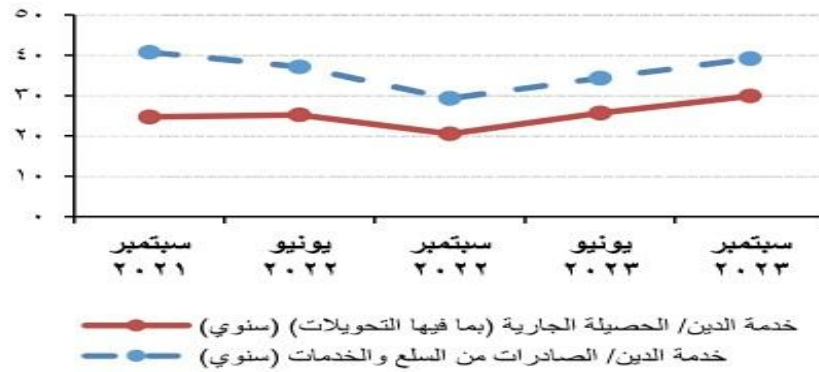 ٥٠
٤٠
٣٠
٢٠
١٠
٠
سبتمبر ٢٠٢١
يونيو ٢٠٢٢
سبتمبر ٢٠٢٢
يونيو ٢٠٢٣
سبتمبر ٢٠٢٣
خدمة الدين/ الحصيلة الجارية (بما فيها التحويلات) (سنوي)
خدمة الدين/ الصادرات من السلع والخدمات (سنوي)